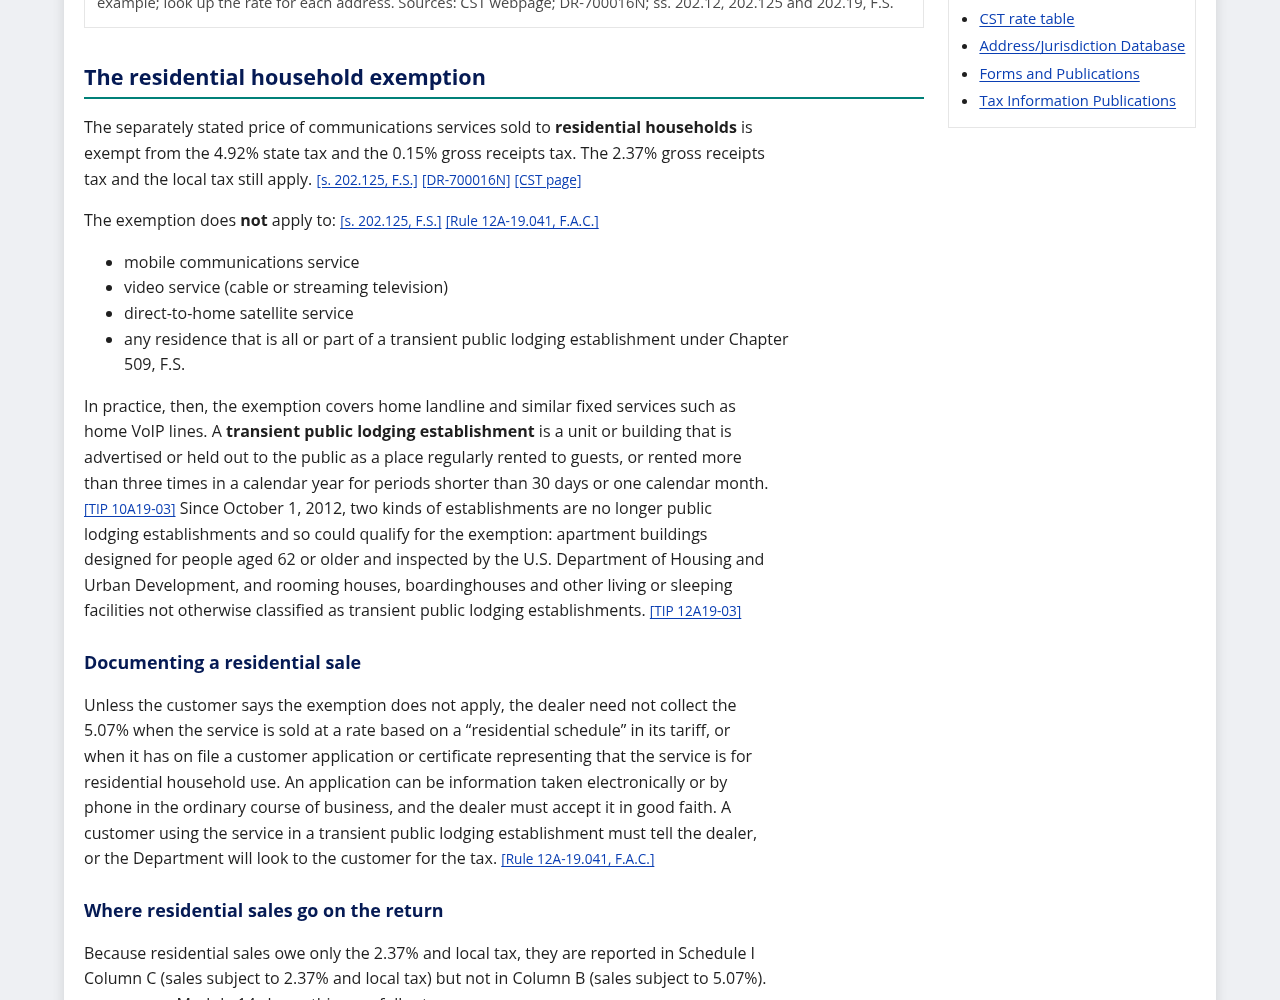 example; look up the rate for each address. Sources: CST webpage; DR-700016N; ss. 202.12, 202.125 and 202.19, F.S.
CST rate table
Address/Jurisdiction Database
Forms and Publications
Tax Information Publications
The residential household exemption
The separately stated price of communications services sold to residential households is
exempt from the 4.92% state tax and the 0.15% gross receipts tax. The 2.37% gross receipts
tax and the local tax still apply. [s. 202.125, F.S.] [DR-700016N] [CST page]
The exemption does not apply to: [s. 202.125, F.S.] [Rule 12A-19.041, F.A.C.]
mobile communications service
video service (cable or streaming television)
direct-to-home satellite service
any residence that is all or part of a transient public lodging establishment under Chapter
509, F.S.
In practice, then, the exemption covers home landline and similar fixed services such as
home VoIP lines. A transient public lodging establishment is a unit or building that is
advertised or held out to the public as a place regularly rented to guests, or rented more
than three times in a calendar year for periods shorter than 30 days or one calendar month.
[TIP 10A19-03] Since October 1, 2012, two kinds of establishments are no longer public
lodging establishments and so could qualify for the exemption: apartment buildings
designed for people aged 62 or older and inspected by the U.S. Department of Housing and
Urban Development, and rooming houses, boardinghouses and other living or sleeping
facilities not otherwise classified as transient public lodging establishments. [TIP 12A19-03]
Documenting a residential sale
Unless the customer says the exemption does not apply, the dealer need not collect the
5.07% when the service is sold at a rate based on a “residential schedule” in its tariff, or
when it has on file a customer application or certificate representing that the service is for
residential household use. An application can be information taken electronically or by
phone in the ordinary course of business, and the dealer must accept it in good faith. A
customer using the service in a transient public lodging establishment must tell the dealer,
or the Department will look to the customer for the tax. [Rule 12A-19.041, F.A.C.]
Where residential sales go on the return
Because residential sales owe only the 2.37% and local tax, they are reported in Schedule I
Column C (sales subject to 2.37% and local tax) but not in Column B (sales subject to 5.07%).